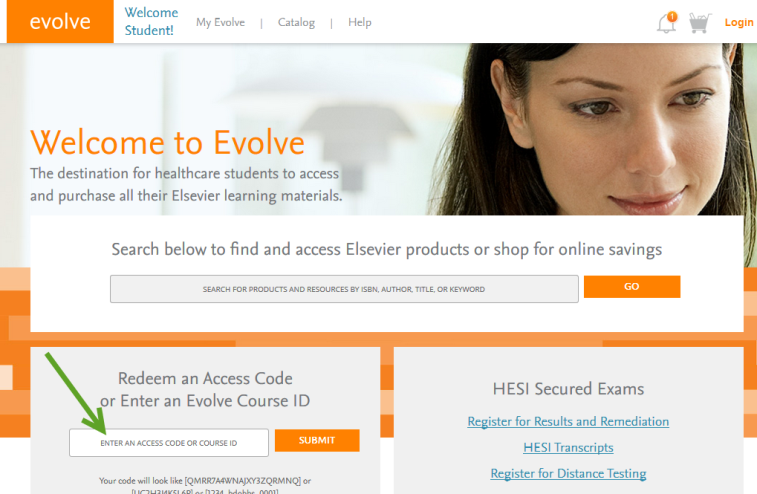 evolve
Welcome
Student!
My Evolve | Catalog | Help
1
Login
Welcome to Evolve
The destination for healthcare students to access
and purchase all their Elsevier learning materials.
Search below to find and access Elsevier products or shop for online savings
SEARCH FOR PRODUCTS AND RESOURCES BY ISBN, AUTHOR, TITLE, OR KEYWORD
GO
Redeem an Access Code
or Enter an Evolve Course ID
ENTER AN ACCESS CODE OR COURSE ID
SUBMIT
Your code will look like [QMRR7A4WNAJXY3ZQRMNQ] or
HESI Secured Exams
Register for Results and Remediation
HESI Transcripts
Register for Distance Testing